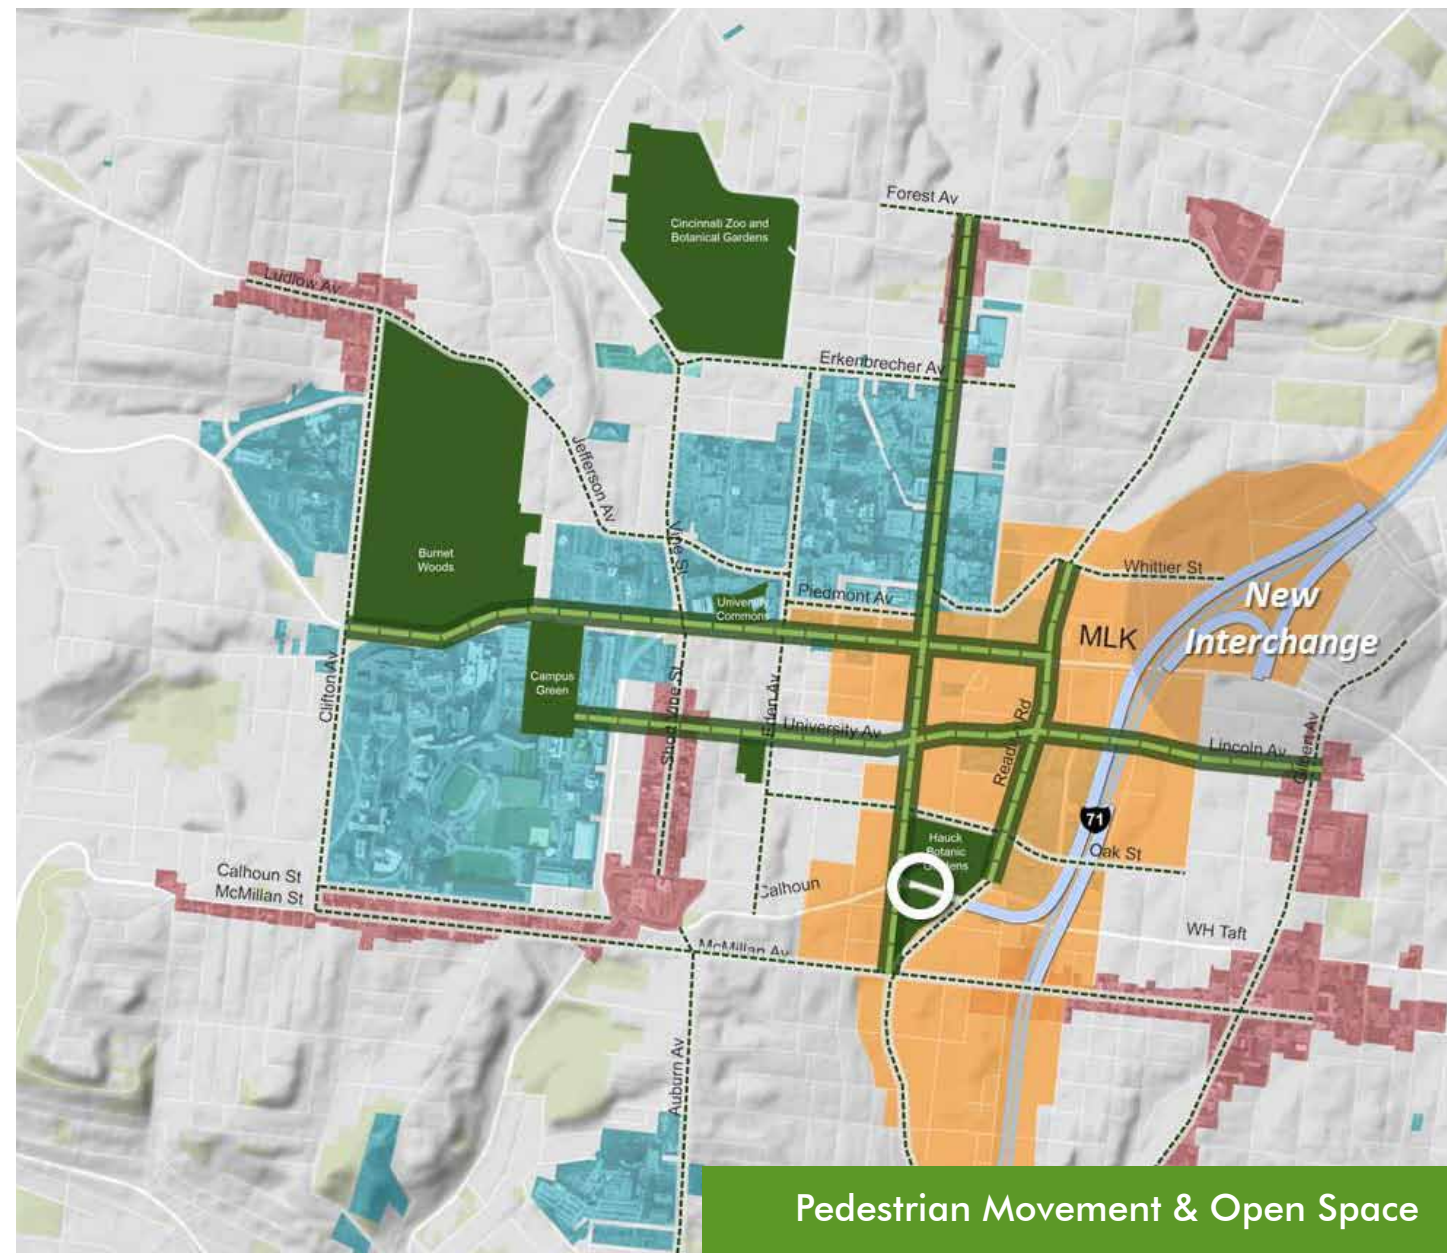 Forest Av
Cincinnati Zoo and
Botanical Gardens
Ludlow Av
Erkenbrecher Av
Jefferson Av
Vine St
Burnet
Woods
Whittier St
New
Interchange
University
Commons
Piedmont Av
MLK
Clifton Av
Campus
Green
Eden Av
University Av
Reading Rd
Lincoln Av
Gilbert Av
Short Vine St
71
Hauck
Botanic
Gardens
Oak St
Calhoun St
McMillan St
Calhoun
WH Taft
McMillan Av
Auburn Av
Pedestrian Movement & Open Space